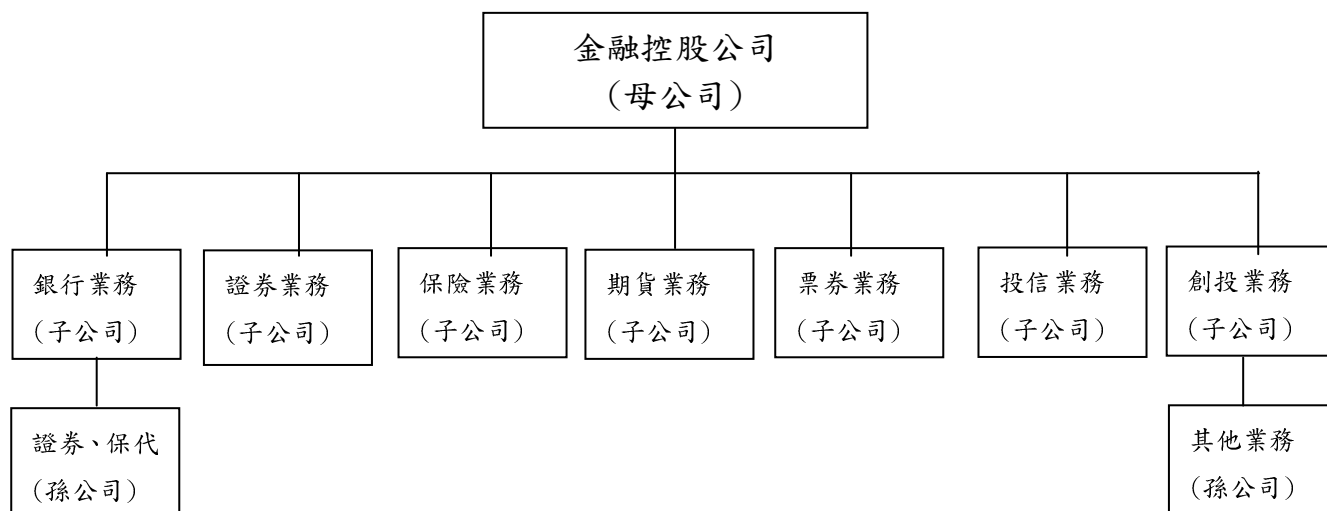 金融控股公司
(母公司)
銀行業務
(子公司)
證券業務
(子公司)
保險業務
(子公司)
期貨業務
(子公司)
票券業務
(子公司)
投信業務
(子公司)
創投業務
(子公司)
證券、保代
(孫公司)
其他業務
(孫公司)